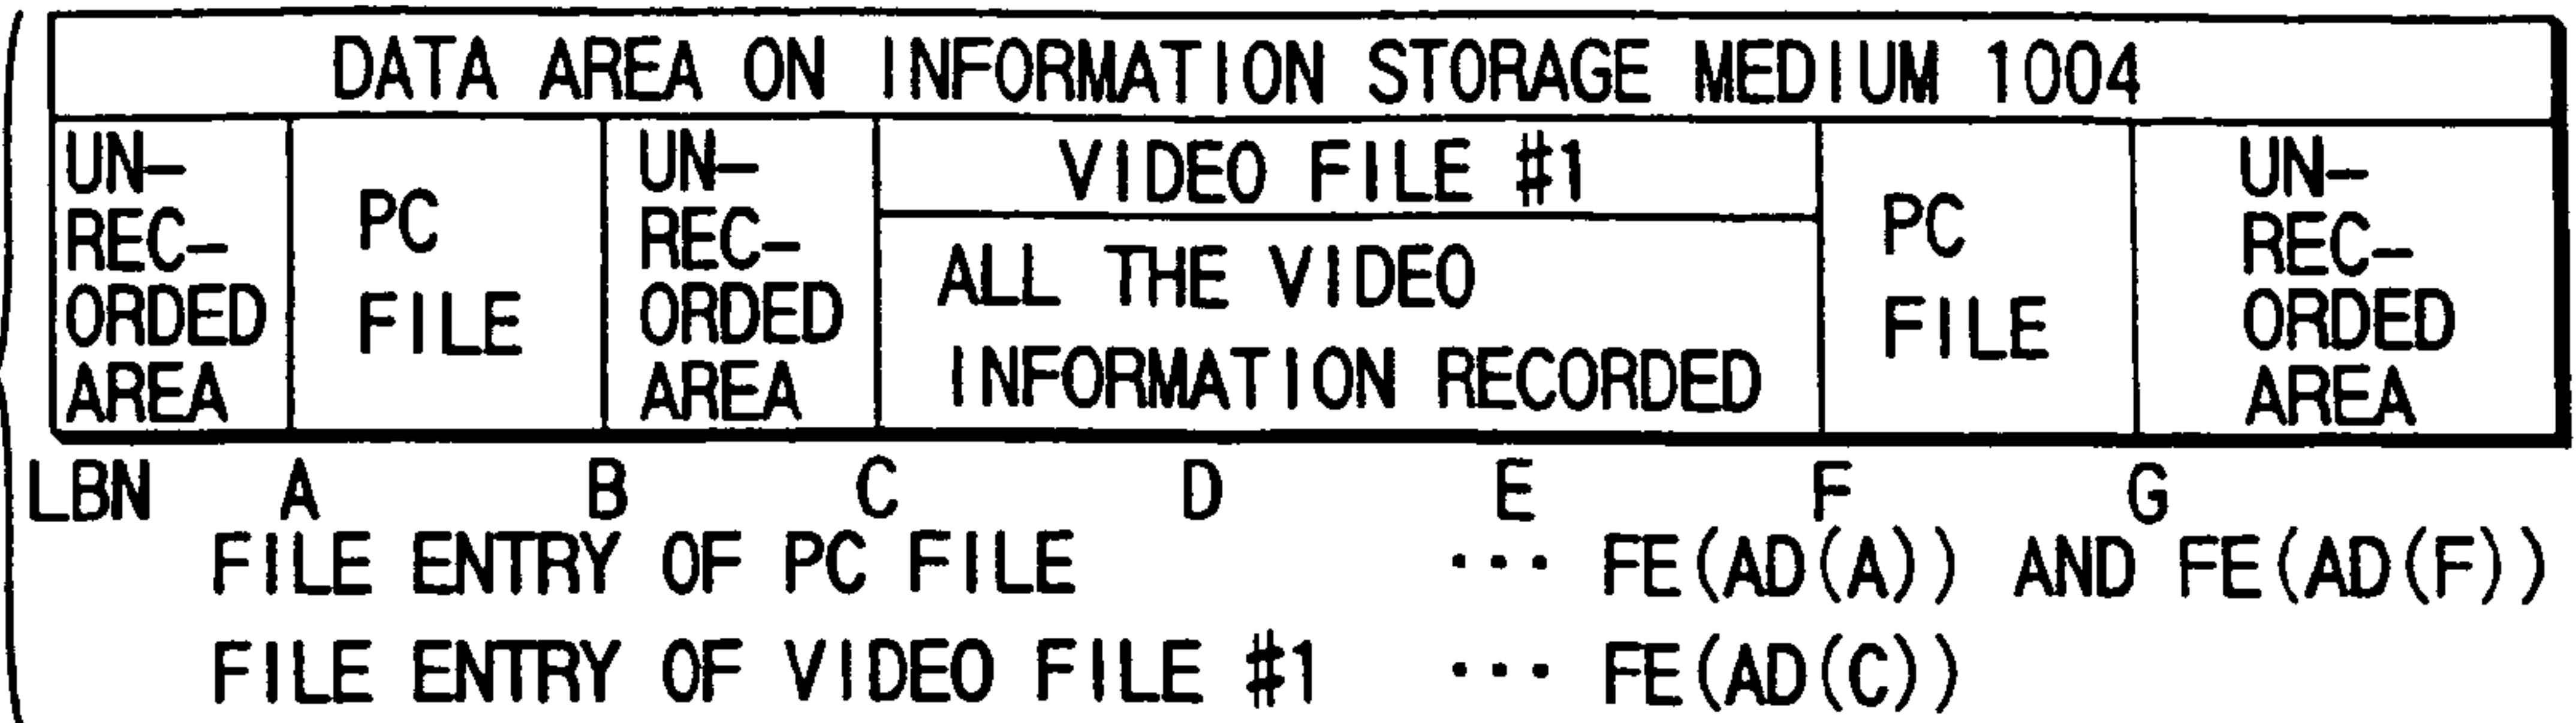 DATA AREA ON INFORMATION STORAGE MEDIUM 1004
UN-
REC-
ORDED
AREA
PC
FILE
UN-
REC-
ORDED
AREA
VIDEO FILE #1
ALL THE VIDEO
INFORMATION RECORDED
PC
FILE
UN-
REC-
ORDED
AREA
LBN A B C D E F G
FILE ENTRY OF PC FILE ··· FE(AD(A)) AND FE(AD(F))
FILE ENTRY OF VIDEO FILE #1 ··· FE(AD(C))